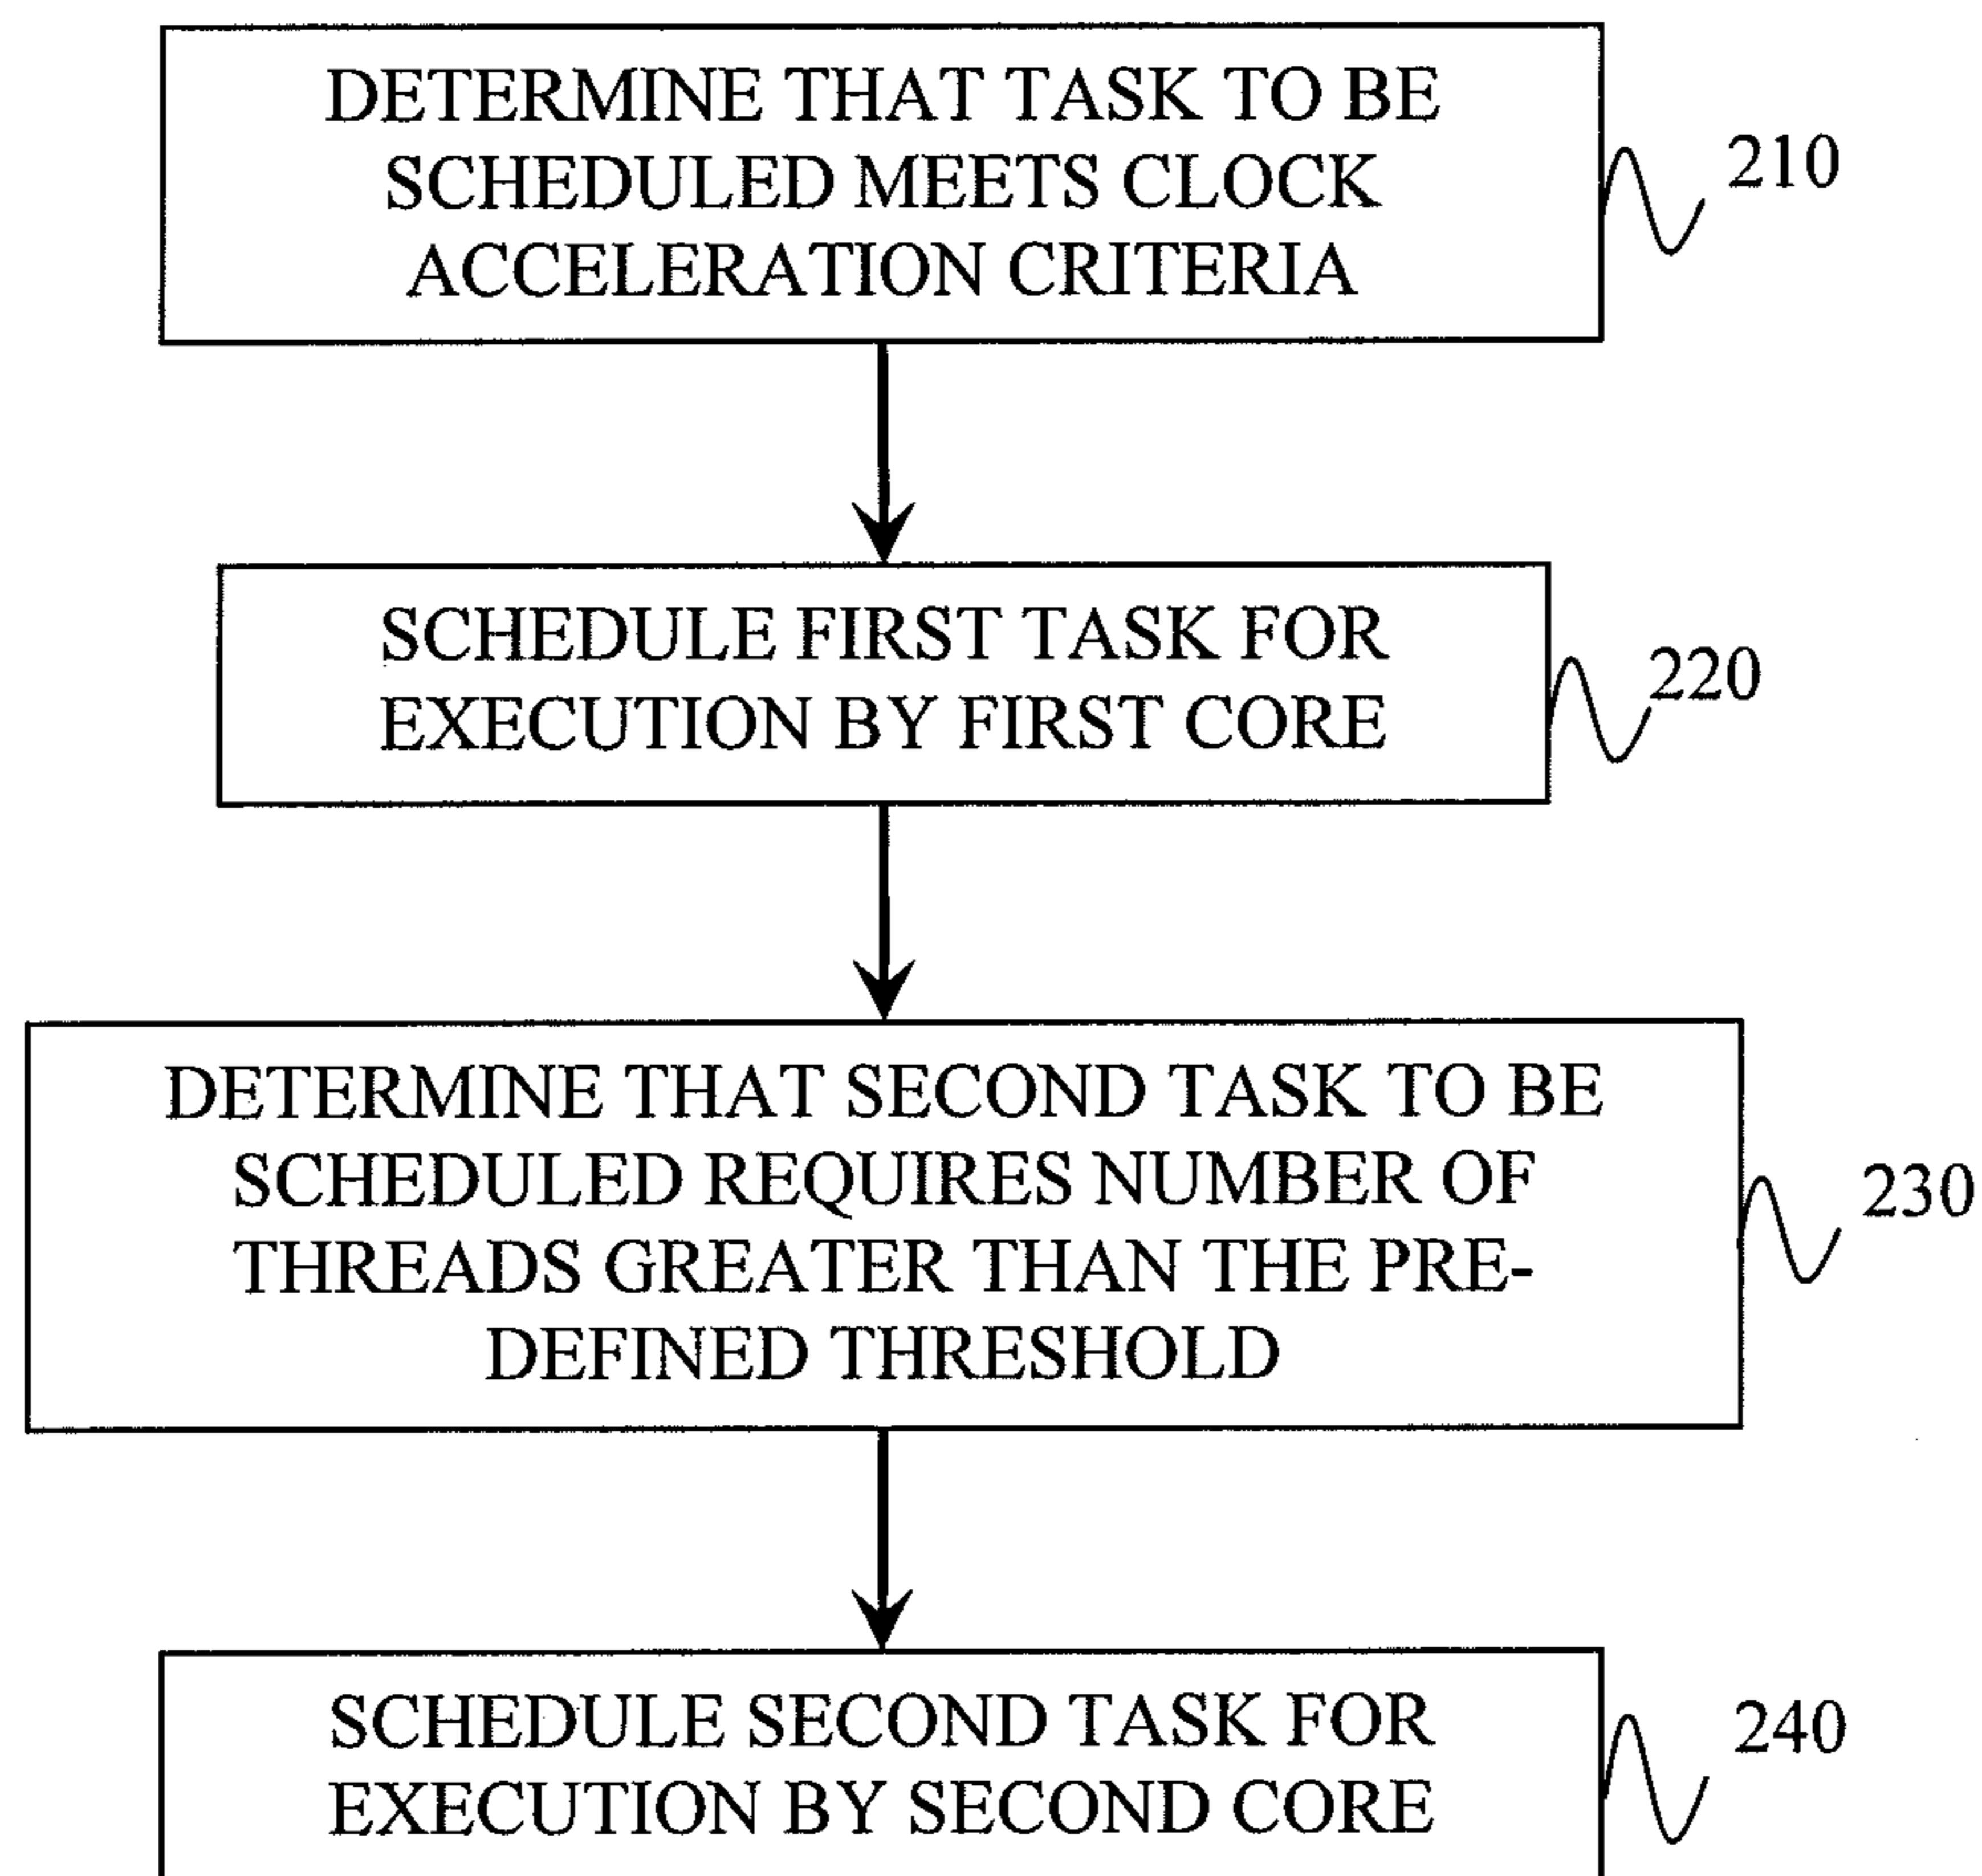 DETERMINE THAT TASK TO BE
SCHEDULED MEETS CLOCK
ACCELERATION CRITERIA
210
SCHEDULE FIRST TASK FOR
EXECUTION BY FIRST CORE
220
DETERMINE THAT SECOND TASK TO BE
SCHEDULED REQUIRES NUMBER OF
THREADS GREATER THAN THE PRE-
DEFINED THRESHOLD
230
SCHEDULE SECOND TASK FOR
EXECUTION BY SECOND CORE
240